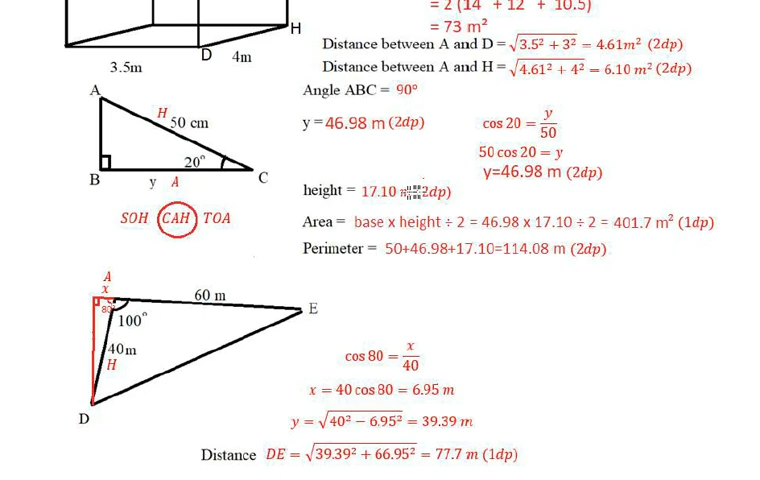 = 2 (14 + 12 + 10.5)
= 73 m²
H
D
4m
3.5m
Distance between A and D = √3.5² + 3² = 4.61m² (2dp)
Distance between A and H = √4.61² + 4² = 6.10 m² (2dp)
Angle ABC = 90°
A
H
50 cm
20°
B
y A
C
y = 46.98 m (2dp)
cos 20 = y/50
50 cos 20 = y
y=46.98 m (2dp)
height = 17.10 2dp)
SOH CAH TOA
Area = base x height ÷ 2 = 46.98 x 17.10 ÷ 2 = 401.7 m² (1dp)
Perimeter = 50+46.98+17.10=114.08 m (2dp)
A
x
80
60 m
E
100°
40m
H
D
cos 80 = x/40
x = 40 cos 80 = 6.95 m
y = √40² − 6.95² = 39.39 m
Distance DE = √39.39² + 66.95² = 77.7 m (1dp)